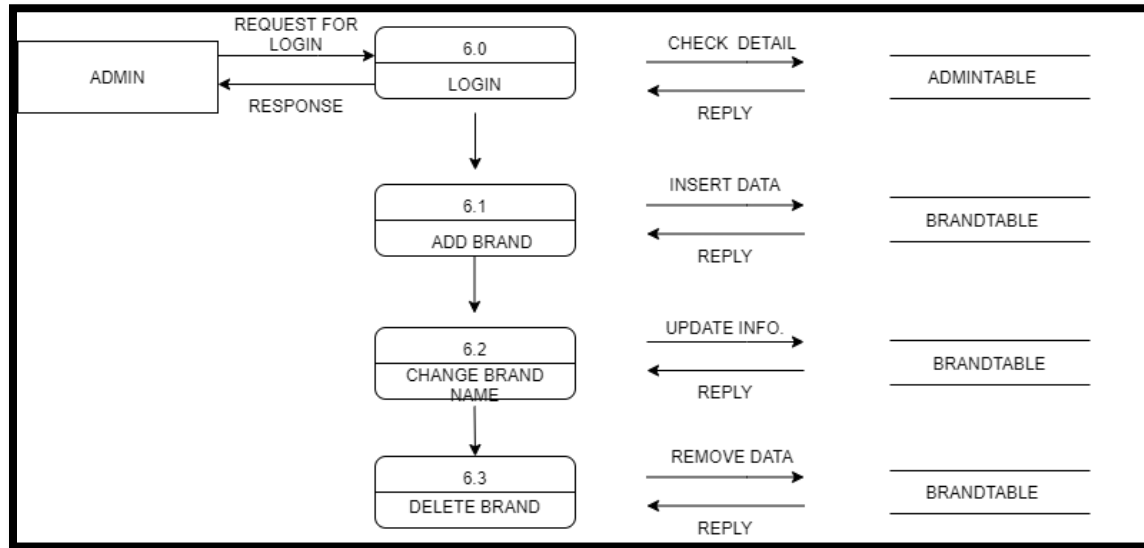 REQUEST FOR
LOGIN
ADMIN
RESPONSE
6.0
LOGIN
CHECK DETAIL
REPLY
ADMINTABLE
6.1
ADD BRAND
INSERT DATA
REPLY
BRANDTABLE
6.2
CHANGE BRAND
NAME
UPDATE INFO.
REPLY
BRANDTABLE
6.3
DELETE BRAND
REMOVE DATA
REPLY
BRANDTABLE